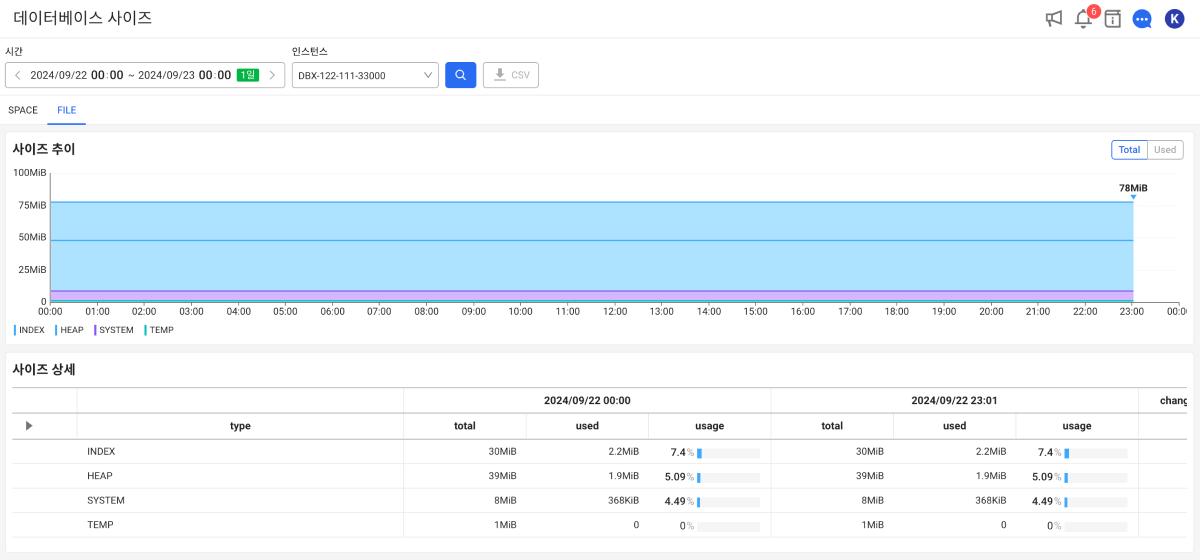 데이터베이스 사이즈
6
K
시간
인스턴스
2024/09/22 00:00 ~ 2024/09/23 00:00 1일
DBX-122-111-33000
CSV
SPACE FILE
사이즈 추이
Total Used
100MiB
75MiB
50MiB
25MiB
0
78MiB
00:00 01:00 02:00 03:00 04:00 05:00 06:00 07:00 08:00 09:00 10:00 11:00 12:00 13:00 14:00 15:00 16:00 17:00 18:00 19:00 20:00 21:00 22:00 23:00 00:0
INDEX HEAP SYSTEM TEMP
사이즈 상세
2024/09/22 00:00 2024/09/22 23:01 chang
type total used usage total used usage
INDEX 30MiB 2.2MiB 7.4% 30MiB 2.2MiB 7.4%
HEAP 39MiB 1.9MiB 5.09% 39MiB 1.9MiB 5.09%
SYSTEM 8MiB 368KiB 4.49% 8MiB 368KiB 4.49%
TEMP 1MiB 0 0% 1MiB 0 0%